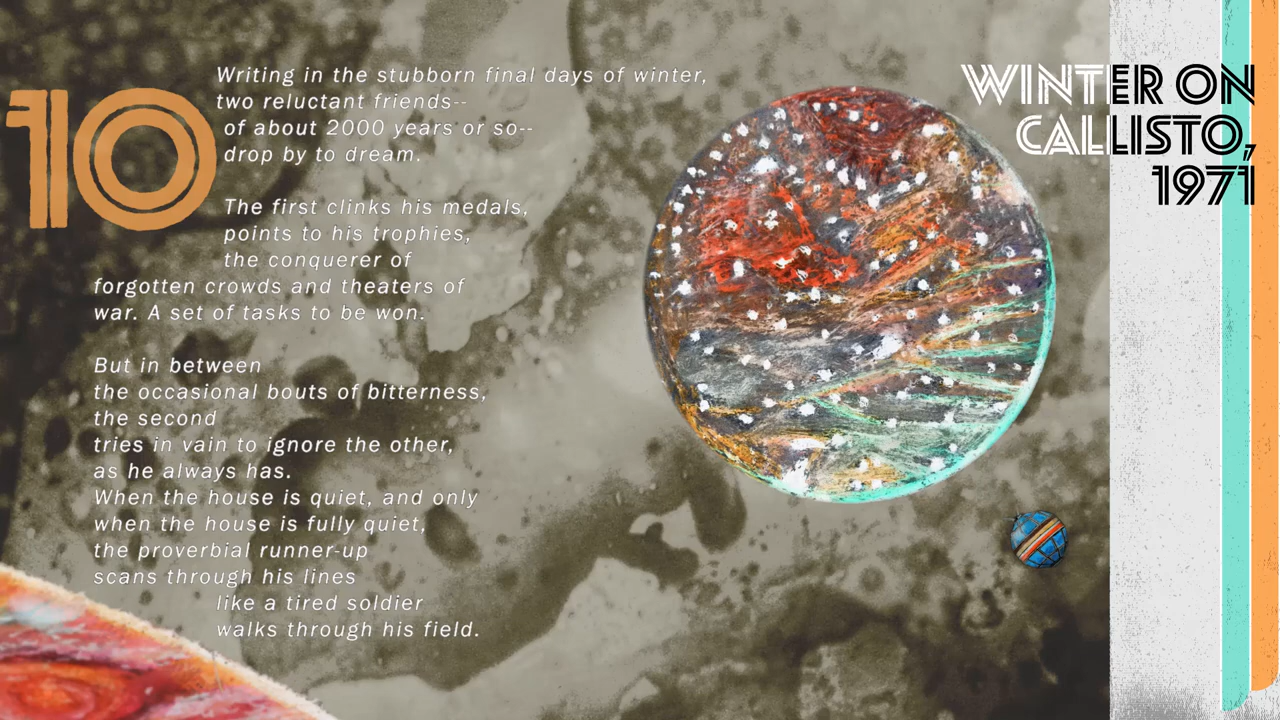 10
Writing in the stubborn final days of winter,
two reluctant friends--
of about 2000 years or so--
drop by to dream.
The first clinks his medals,
points to his trophies,
the conquerer of
forgotten crowds and theaters of
war. A set of tasks to be won.
But in between
the occasional bouts of bitterness,
the second
tries in vain to ignore the other,
as he always has.
When the house is quiet, and only
when the house is fully quiet,
the proverbial runner-up
scans through his lines
like a tired soldier
walks through his field.
WINTER ON
CALLISTO,
1971